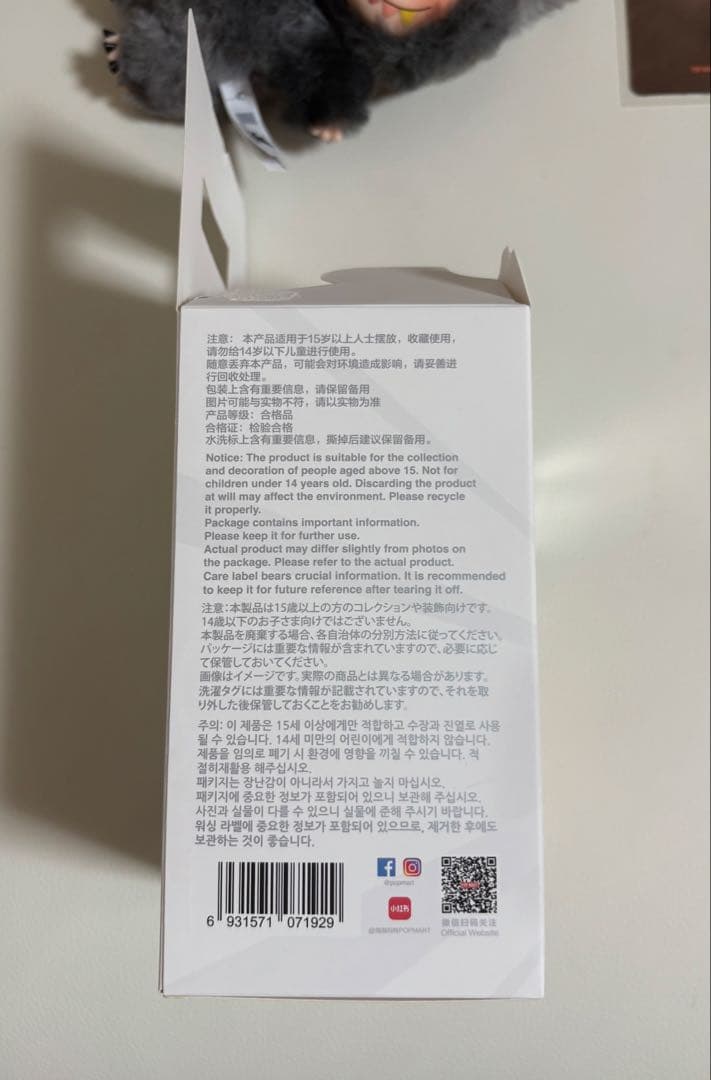 注意： 本产品适用于15岁以上人士摆放，收藏使用，
请勿给14岁以下儿童进行使用。
随意丢弃本产品，可能会对环境造成影响，请妥善进
行回收处理。
包装上含有重要信息，请保留备用
图片可能与实物不符，请以实物为准
产品等级：合格品
合格证：检验合格
水洗标上含有重要信息，撕掉后建议保留备用。
Notice: The product is suitable for the collection
and decoration of people aged above 15. Not for
children under 14 years old. Discarding the product
at will may affect the environment. Please recycle
it properly.
Package contains important information.
Please keep it for further use.
Actual product may differ slightly from photos on
the package. Please refer to the actual product.
Care label bears crucial information. It is recommended
to keep it for future reference after tearing it off.
注意：本製品は15歳以上の方のコレクションや装飾向けです。
14歳以下のお子さま向けではございません。
本製品を廃棄する場合、各自治体の分別方法に従ってください。
パッケージには重要な情報が含まれていますので、必要に応じ
て保管しておいてください。
画像はイメージです。実際の商品とは異なる場合があります。
洗濯タグには重要な情報が記載されていますので、それを取
り外した後保管しておくことをお勧めします。
주의: 이 제품은 15세 이상에게만 적합하고 수장과 진열로 사용
될 수 있습니다. 14세 미만의 어린이에게 적합하지 않습니다.
제품을 임의로 폐기 시 환경에 영향을 끼칠 수 있습니다. 적
절히재활용 해주십시오.
패키지는 장난감이 아니라서 가지고 놀지 마십시오.
패키지에 중요한 정보가 포함되어 있으니 보관해 주십시오.
사진과 실물이 다를 수 있으니 실물에 준해 주시기 바랍니다.
워싱 라벨에 중요한 정보가 포함되어 있으므로, 제거한 후에도
보관하는 것이 좋습니다.
6 931571 071929
@popmart
小红书
POPMART
微信扫码关注
Official Website